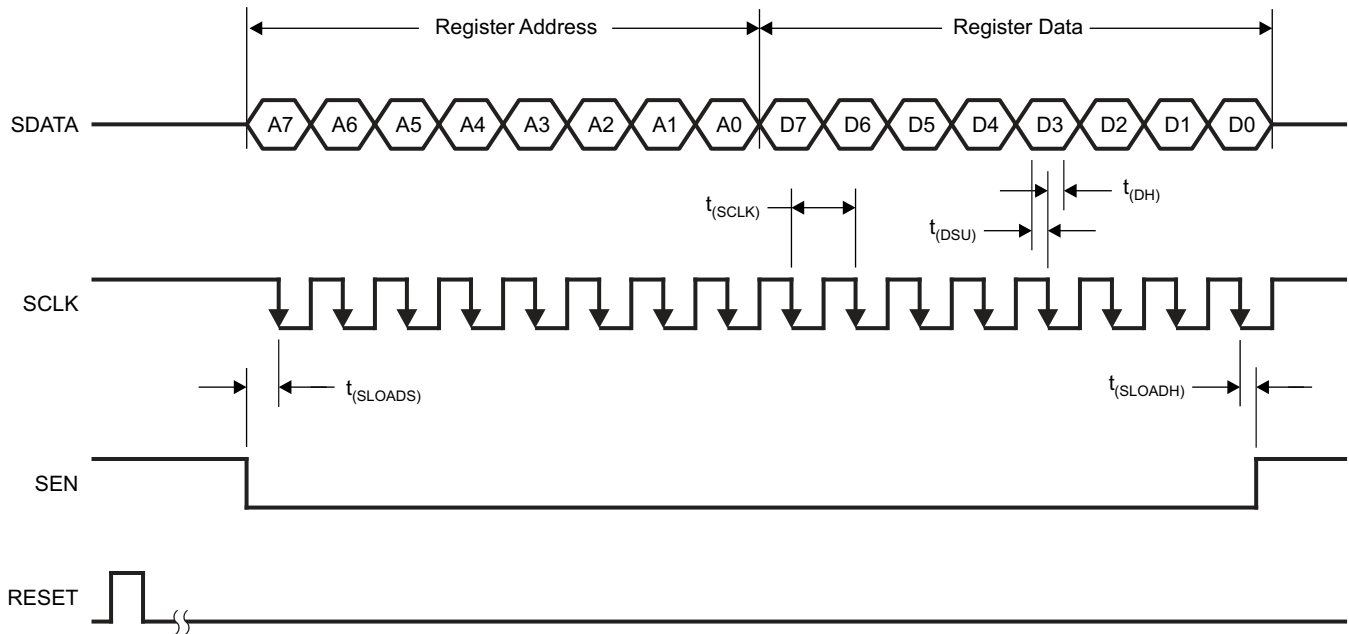 Register Address Register Data
SDATA A7 A6 A5 A4 A3 A2 A1 A0 D7 D6 D5 D4 D3 D2 D1 D0
t(SCLK) t(DH)
t(DSU)
SCLK
t(SLOADS) t(SLOADH)
SEN
RESET